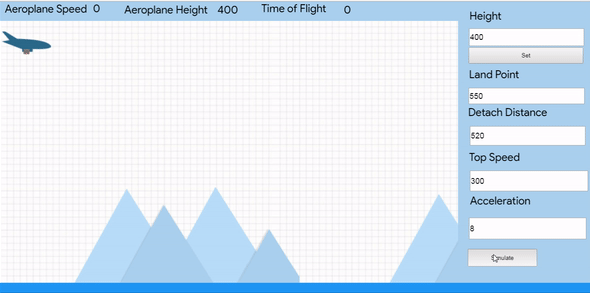 Aeroplane Speed 0 Aeroplane Height 400 Time of Flight 0
Height
400
Set
Land Point
550
Detach Distance
520
Top Speed
300
Acceleration
8